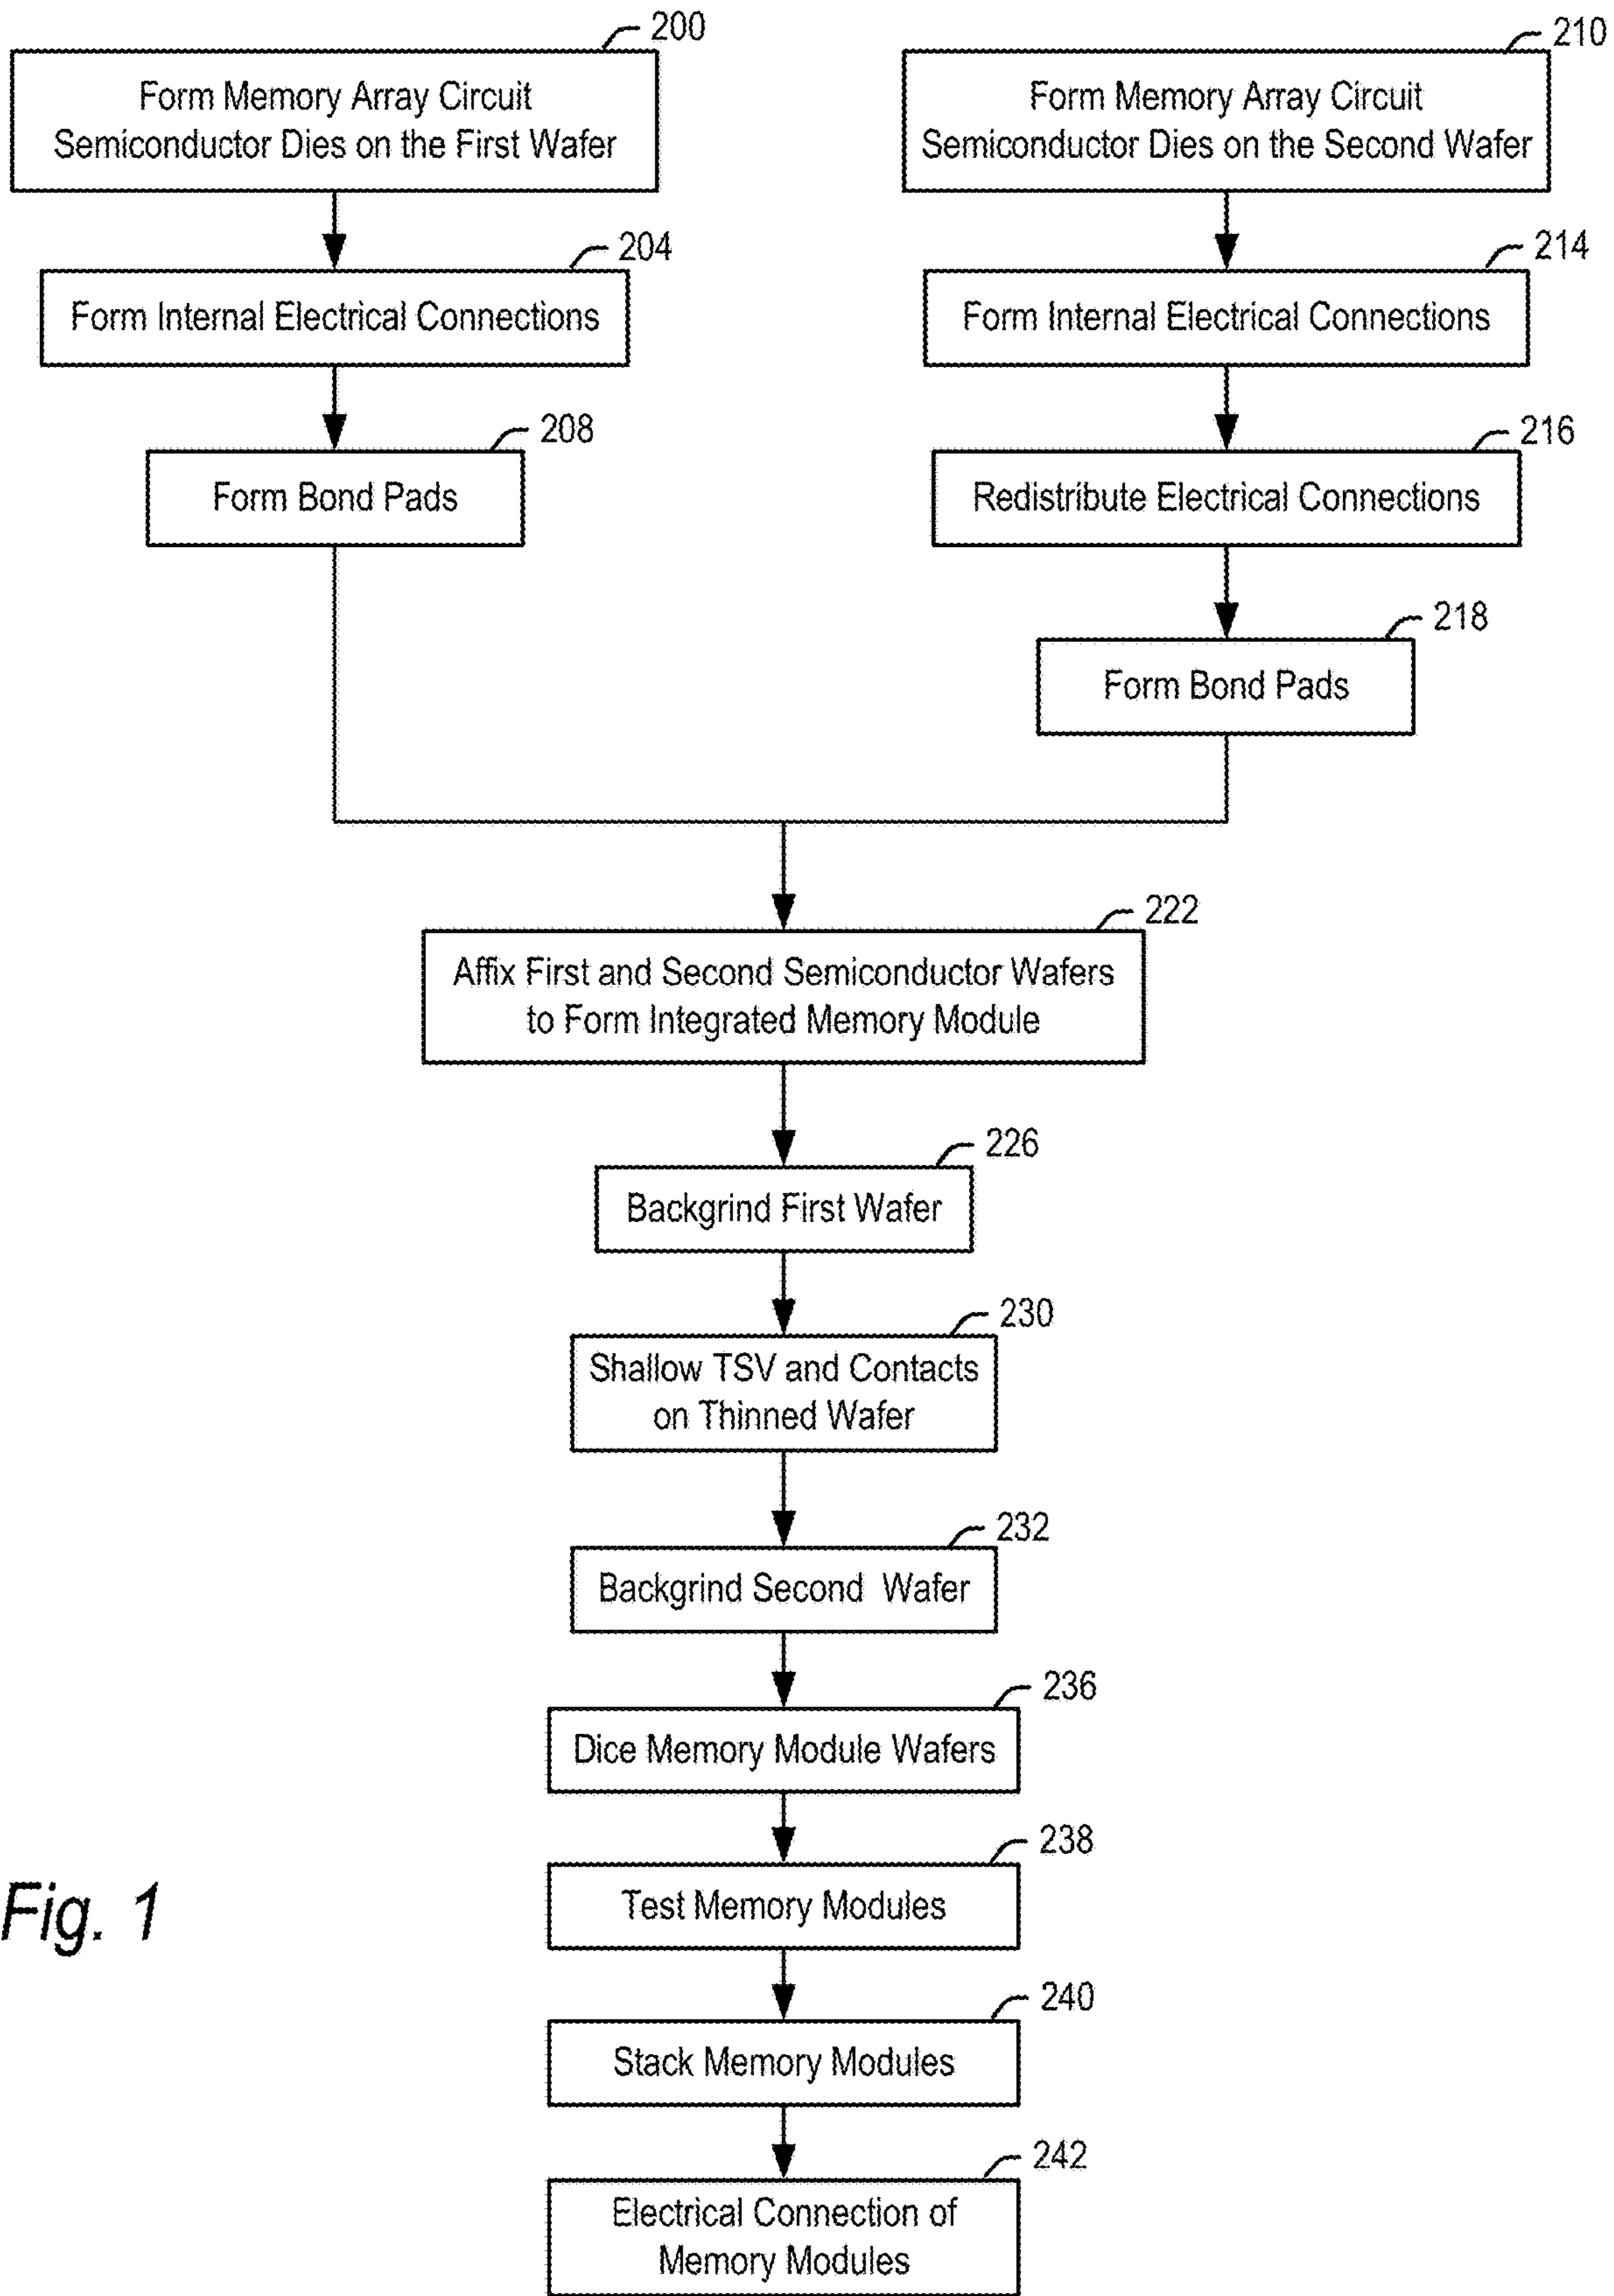 200
Form Memory Array Circuit
Semiconductor Dies on the First Wafer
204
Form Internal Electrical Connections
208
Form Bond Pads
210
Form Memory Array Circuit
Semiconductor Dies on the Second Wafer
214
Form Internal Electrical Connections
216
Redistribute Electrical Connections
218
Form Bond Pads
222
Affix First and Second Semiconductor Wafers
to Form Integrated Memory Module
226
Backgrind First Wafer
230
Shallow TSV and Contacts
on Thinned Wafer
232
Backgrind Second Wafer
236
Dice Memory Module Wafers
238
Test Memory Modules
240
Stack Memory Modules
242
Electrical Connection of
Memory Modules
Fig. 1